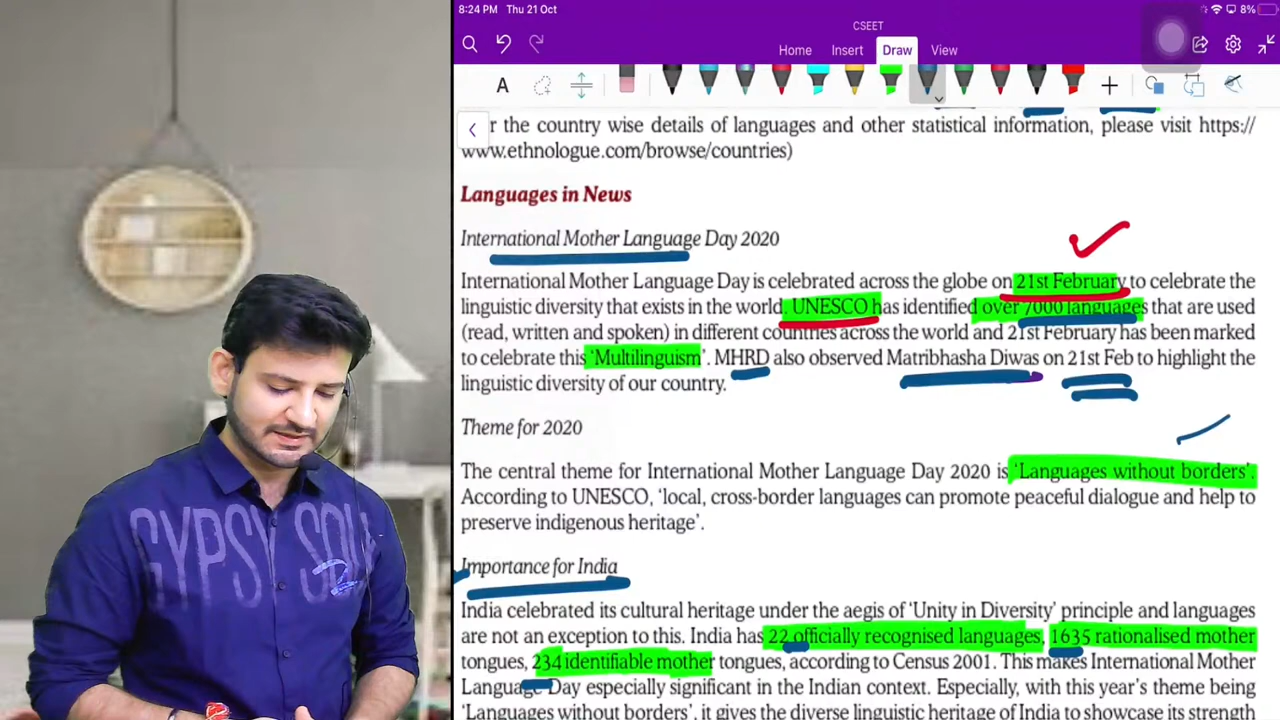 8:24 PM Thu 21 Oct
8%
CSEET
Home Insert Draw View
A
r the country wise details of languages and other statistical information, please visit https://
www.ethnologue.com/browse/countries)
Languages in News
International Mother Language Day 2020
International Mother Language Day is celebrated across the globe on 21st February to celebrate the
linguistic diversity that exists in the world. UNESCO has identified over 7000 languages that are used
(read, written and spoken) in different countries across the world and 21st February has been marked
to celebrate this 'Multilinguism'. MHRD also observed Matribhasha Diwas on 21st Feb to highlight the
linguistic diversity of our country.
Theme for 2020
The central theme for International Mother Language Day 2020 is 'Languages without borders'.
According to UNESCO, 'local, cross-border languages can promote peaceful dialogue and help to
preserve indigenous heritage'.
Importance for India
India celebrated its cultural heritage under the aegis of 'Unity in Diversity' principle and languages
are not an exception to this. India has 22 officially recognised languages, 1635 rationalised mother
tongues, 234 identifiable mother tongues, according to Census 2001. This makes International Mother
Language Day especially significant in the Indian context. Especially, with this year's theme being
'Languages without borders', it gives the diverse linguistic heritage of India to showcase its strength
GYPSY SOU